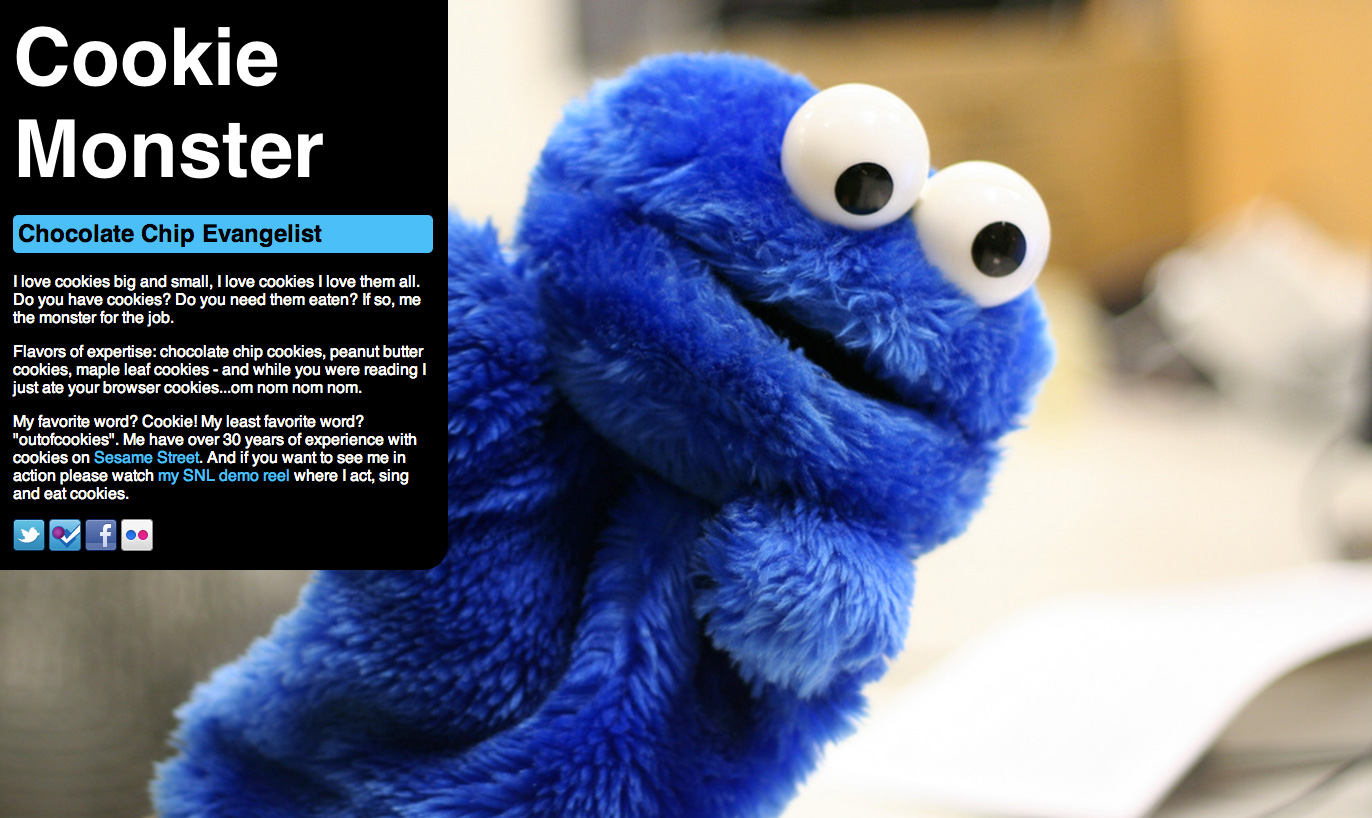 Cookie
Monster
Chocolate Chip Evangelist
I love cookies big and small, I love cookies I love them all.
Do you have cookies? Do you need them eaten? If so, me
the monster for the job.
Flavors of expertise: chocolate chip cookies, peanut butter
cookies, maple leaf cookies - and while you were reading I
just ate your browser cookies...om nom nom nom.
My favorite word? Cookie! My least favorite word?
"outofcookies". Me have over 30 years of experience with
cookies on Sesame Street. And if you want to see me in
action please watch my SNL demo reel where I act, sing
and eat cookies.
f